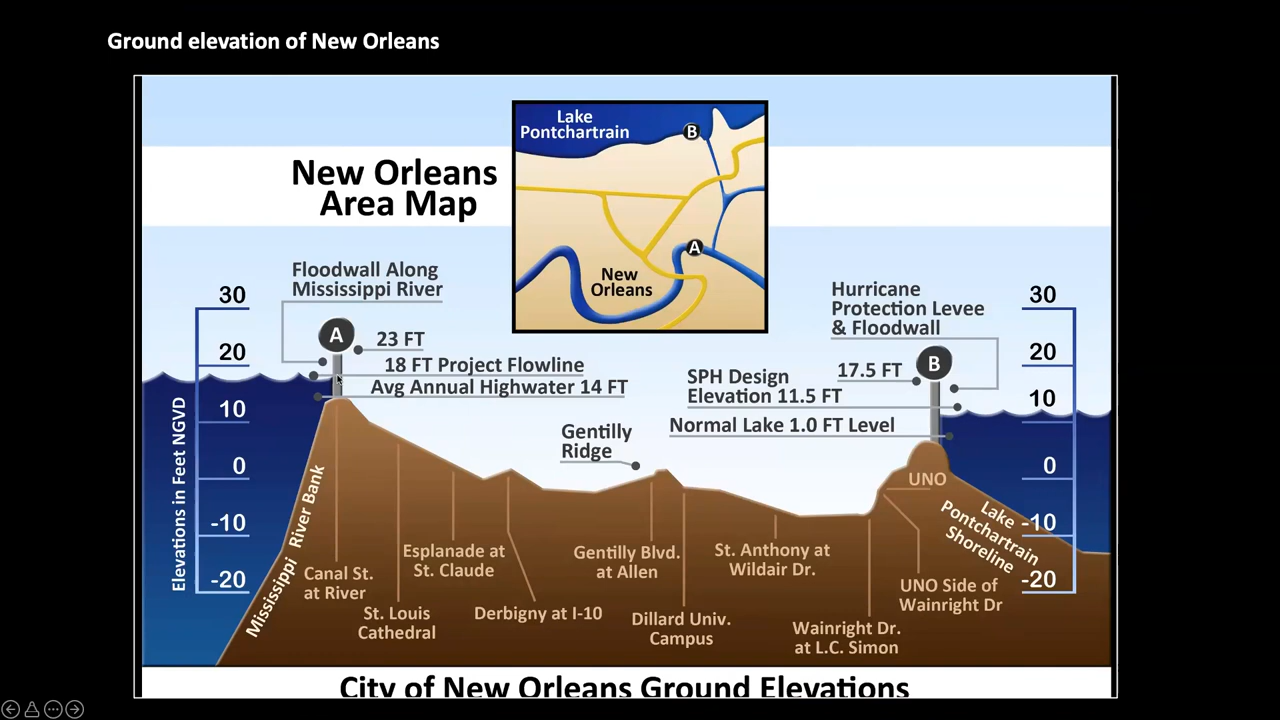 Ground elevation of New Orleans
New Orleans
Area Map
Lake
Pontchartrain
B
A
New
Orleans
Floodwall Along
Mississippi River
A
23 FT
18 FT Project Flowline
Avg Annual Highwater 14 FT
Gentilly
Ridge
Hurricane
Protection Levee
& Floodwall
17.5 FT
B
SPH Design
Elevation 11.5 FT
Normal Lake 1.0 FT Level
30
20
10
0
-10
-20
Elevations in Feet NGVD
30
20
10
0
-10
-20
Mississippi River Bank
Canal St.
at River
St. Louis
Cathedral
Esplanade at
St. Claude
Derbigny at I-10
Gentilly Blvd.
at Allen
Dillard Univ.
Campus
St. Anthony at
Wildair Dr.
Wainright Dr.
at L.C. Simon
UNO
UNO Side of
Wainright Dr
Lake
Pontchartrain
Shoreline
City of New Orleans Ground Elevations